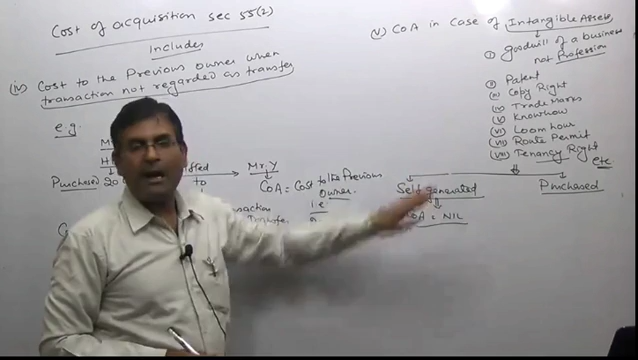 Cost of acquisition sec 55(2)
Includes
(iv) Cost to the Previous Owner when
transaction not regarded as transfer
e.g.
Mr.
Purchased 20
to
Mr. Y
CoA = Cost to the Previous
Owner.
i.e.
(v) CoA in Case of Intangible Assets
(i) goodwill of a business
not Profession
(ii) Patent
(iii) Copy Right
(iv) Trade Marks
(v) Knowhow
(vi) Loom hour
(vii) Route Permit
(viii) Tenancy Right
etc
Self generated
CoA = NIL
Purchased